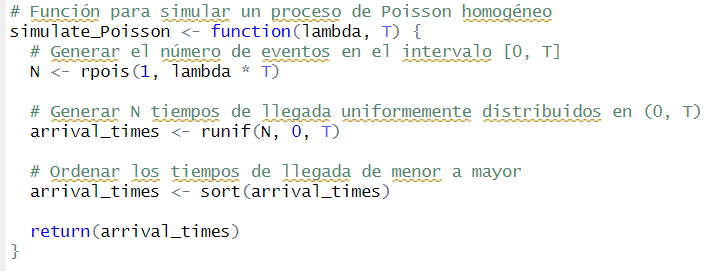 # Función para simular un proceso de Poisson homogéneo
simulate_Poisson <- function(lambda, T) {
  # Generar el número de eventos en el intervalo [0, T]
  N <- rpois(1, lambda * T)

  # Generar N tiempos de llegada uniformemente distribuidos en (0, T)
  arrival_times <- runif(N, 0, T)

  # Ordenar los tiempos de llegada de menor a mayor
  arrival_times <- sort(arrival_times)

  return(arrival_times)
}